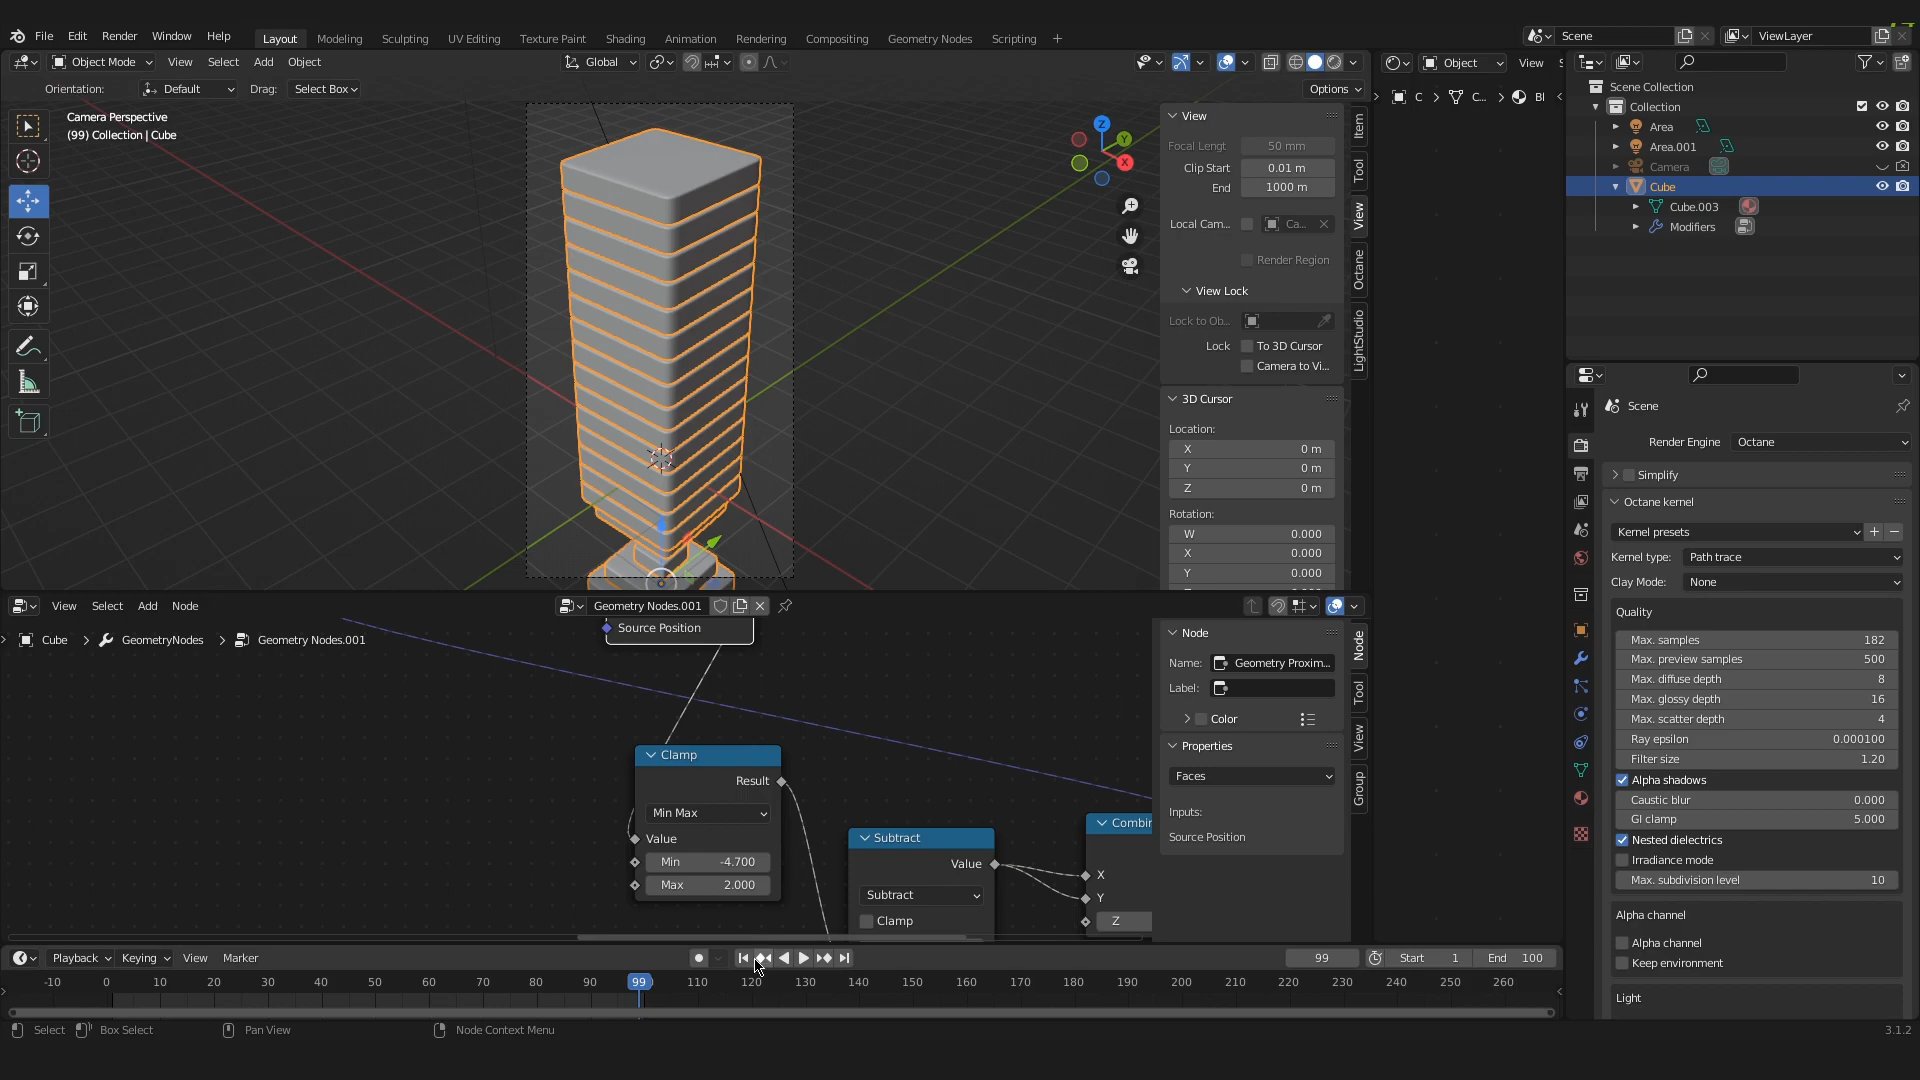 File Edit Render Window Help Layout Modeling Sculpting UV Editing Texture Paint Shading Animation Rendering Compositing Geometry Nodes Scripting + Scene ViewLayer
Object Mode View Select Add Object Global Options Object View
Orientation: Default Drag: Select Box
Camera Perspective
(99) Collection | Cube
Z
Y
X
View
Focal Lengt 50 mm
Clip Start 0.01 m
End 1000 m
Local Cam... Ca...
Render Region
View Lock
Lock to Ob...
Lock To 3D Cursor
Camera to Vi...
3D Cursor
Location:
X 0 m
Y 0 m
Z 0 m
Rotation:
W 0.000
X 0.000
Y 0.000
Item
Tool
View
Octane
LightStudio
C > C... > Bl
Scene Collection
Collection
Area
Area.001
Camera
Cube
Cube.003
Modifiers
Scene
Render Engine Octane
Simplify
Octane kernel
Kernel presets
Kernel type: Path trace
Clay Mode: None
Quality
Max. samples 182
Max. preview samples 500
Max. diffuse depth 8
Max. glossy depth 16
Max. scatter depth 4
Ray epsilon 0.000100
Filter size 1.20
Alpha shadows
Caustic blur 0.000
GI clamp 5.000
Nested dielectrics
Irradiance mode
Max. subdivision level 10
Alpha channel
Alpha channel
Keep environment
Light
View Select Add Node Geometry Nodes.001
Cube > GeometryNodes > Geometry Nodes.001
Source Position
Clamp
Result
Min Max
Value
Min -4.700
Max 2.000
Subtract
Value
Subtract
Clamp
Combin
X
Y
Z
Node
Name: Geometry Proxim...
Label:
Color
Properties
Faces
Inputs:
Source Position
Node
Tool
View
Group
Playback Keying View Marker 99 Start 1 End 100
-10 0 10 20 30 40 50 60 70 80 90 99 110 120 130 140 150 160 170 180 190 200 210 220 230 240 250 260
Select Box Select Pan View Node Context Menu 3.1.2